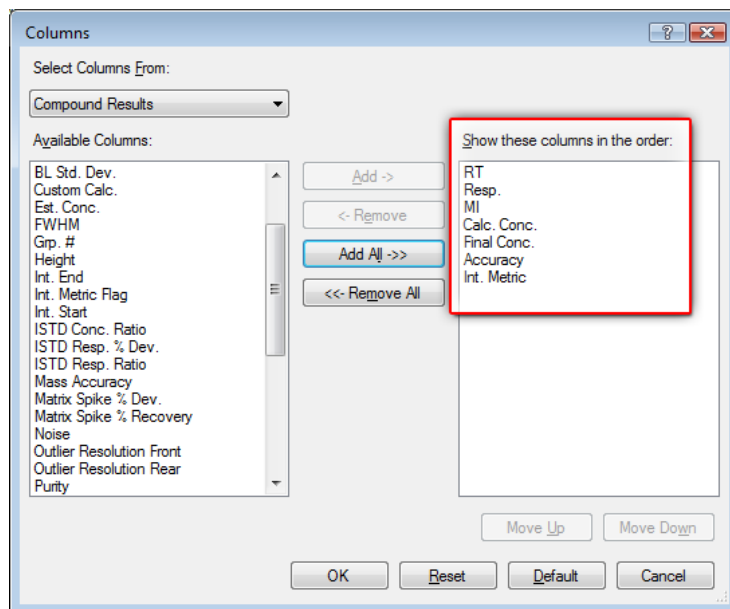 Columns
Select Columns From:
Compound Results
Available Columns:
BL Std. Dev.
Custom Calc.
Est. Conc.
FWHM
Grp. #
Height
Int. End
Int. Metric Flag
Int. Start
ISTD Conc. Ratio
ISTD Resp. % Dev.
ISTD Resp. Ratio
Mass Accuracy
Matrix Spike % Dev.
Matrix Spike % Recovery
Noise
Outlier Resolution Front
Outlier Resolution Rear
Purity
Add ->
<- Remove
Add All ->>
<<- Remove All
Show these columns in the order:
RT
Resp.
MI
Calc. Conc.
Final Conc.
Accuracy
Int. Metric
Move Up
Move Down
OK
Reset
Default
Cancel